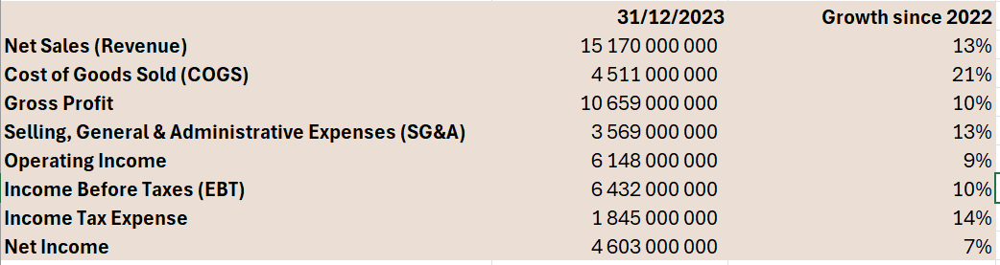 31/12/2023 Growth since 2022
Net Sales (Revenue) 15 170 000 000 13%
Cost of Goods Sold (COGS) 4 511 000 000 21%
Gross Profit 10 659 000 000 10%
Selling, General & Administrative Expenses (SG&A) 3 569 000 000 13%
Operating Income 6 148 000 000 9%
Income Before Taxes (EBT) 6 432 000 000 10%
Income Tax Expense 1 845 000 000 14%
Net Income 4 603 000 000 7%